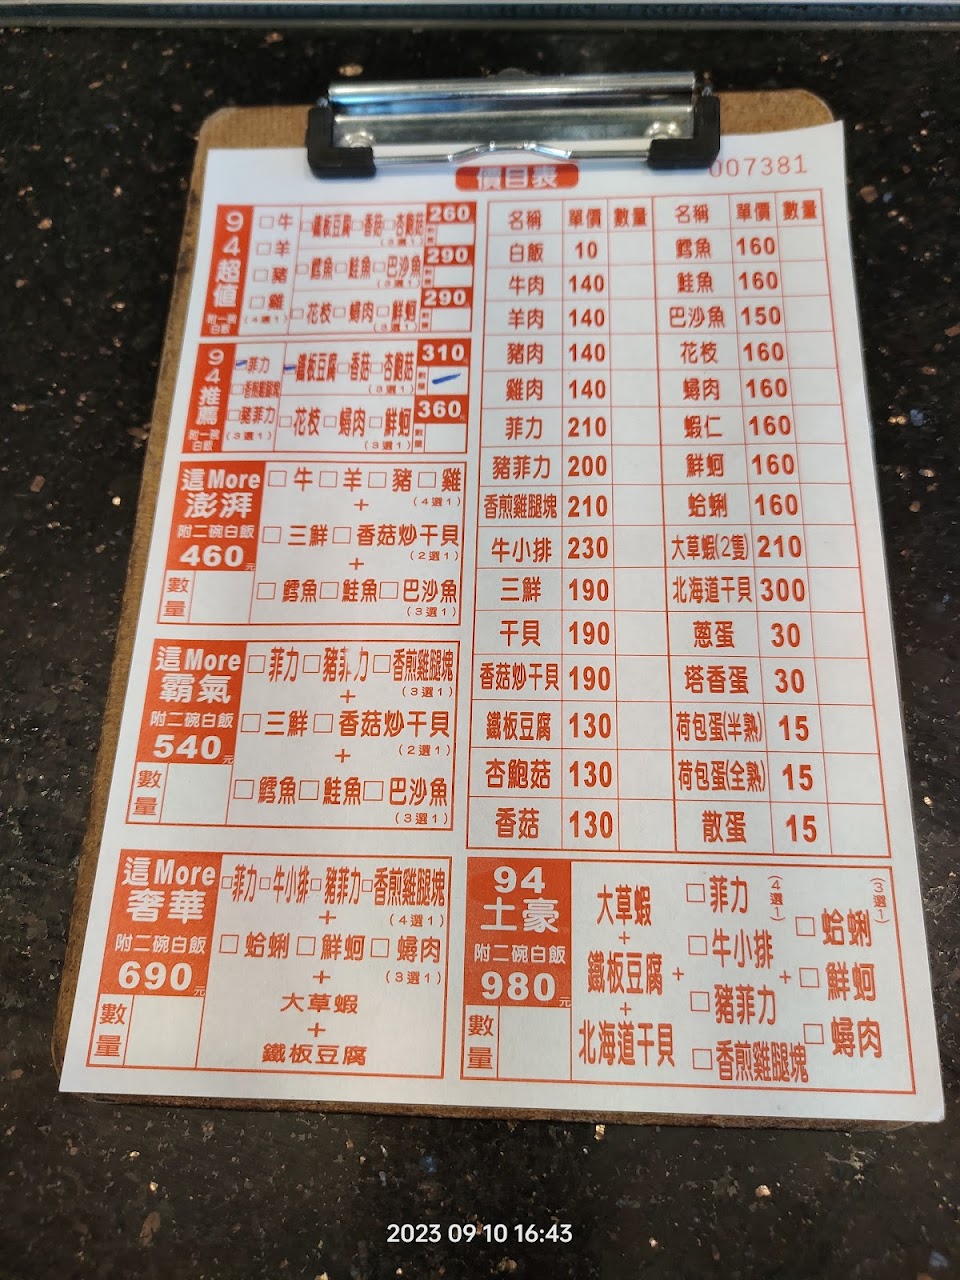 價目表
007381
94超值
附一碗白飯
□牛
□羊
□豬
□雞
(4選1)
□鐵板豆腐□香菇□杏鮑菇
(3選1)
260
□鱈魚□鮭魚□巴沙魚
(3選1)
290
□花枝□蟳肉□鮮蚵
(3選1)
290
94推薦
附一碗白飯
□菲力
□香煎雞腿塊
□豬菲力
(3選1)
□鐵板豆腐□香菇□杏鮑菇
(3選1)
310
數量
□花枝□蟳肉□鮮蚵
(3選1)
360
數量
這More
澎湃
附二碗白飯
460元
數量
□牛□羊□豬□雞
(4選1)
+
□三鮮□香菇炒干貝
(2選1)
+
□鱈魚□鮭魚□巴沙魚
(3選1)
這More
霸氣
附二碗白飯
540元
數量
□菲力□豬菲力□香煎雞腿塊
(3選1)
+
□三鮮□香菇炒干貝
(2選1)
+
□鱈魚□鮭魚□巴沙魚
(3選1)
這More
奢華
附二碗白飯
690元
數量
□菲力□牛小排□豬菲力□香煎雞腿塊
(4選1)
+
□蛤蜊□鮮蚵□蟳肉
(3選1)
+
大草蝦
+
鐵板豆腐
名稱 單價 數量 名稱 單價 數量
白飯 10 鱈魚 160
牛肉 140 鮭魚 160
羊肉 140 巴沙魚 150
豬肉 140 花枝 160
雞肉 140 蟳肉 160
菲力 210 蝦仁 160
豬菲力 200 鮮蚵 160
香煎雞腿塊 210 蛤蜊 160
牛小排 230 大草蝦(2隻) 210
三鮮 190 北海道干貝 300
干貝 190 蔥蛋 30
香菇炒干貝 190 塔香蛋 30
鐵板豆腐 130 荷包蛋(半熟) 15
杏鮑菇 130 荷包蛋(全熟) 15
香菇 130 散蛋 15
94
土豪
附二碗白飯
980元
數量
大草蝦
+
鐵板豆腐
+
北海道干貝
+
□菲力
(4選1)
□牛小排
□豬菲力
□香煎雞腿塊
+
(3選1)
□蛤蜊
□鮮蚵
□蟳肉
2023 09 10 16:43